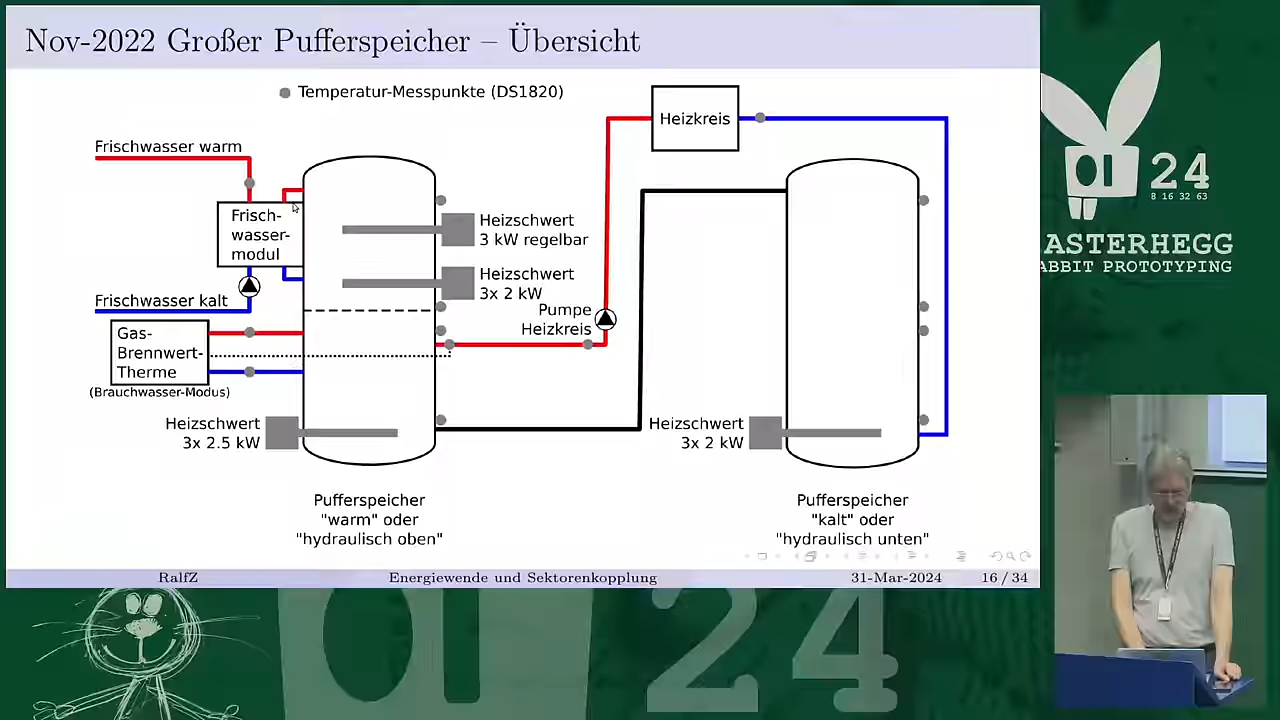 Nov-2022 Großer Pufferspeicher – Übersicht
Temperatur-Messpunkte (DS1820)
Heizkreis
Frischwasser warm
Frisch-
wasser-
modul
Heizschwert
3 kW regelbar
Heizschwert
3x 2 kW
Frischwasser kalt
Pumpe
Heizkreis
Gas-
Brennwert-
Therme
(Brauchwasser-Modus)
Heizschwert
3x 2.5 kW
Heizschwert
3x 2 kW
Pufferspeicher
"warm" oder
"hydraulisch oben"
Pufferspeicher
"kalt" oder
"hydraulisch unten"
RalfZ
Energiewende und Sektorenkopplung
31-Mar-2024
16 / 34
24
8 16 32 63
ASTERHEGG
ABBIT PROTOTYPING
24